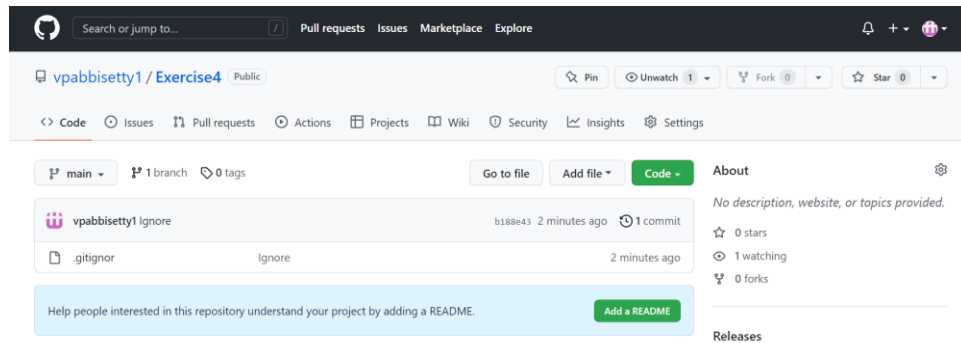 Search or jump to... / Pull requests Issues Marketplace Explore
vpabbisetty1 / Exercise4 Public Pin Unwatch 1 Fork 0 Star 0
<> Code Issues Pull requests Actions Projects Wiki Security Insights Settings
main 1 branch 0 tags Go to file Add file Code
vpabbisetty1 Ignore b188e43 2 minutes ago 1 commit
.gitignor Ignore 2 minutes ago
Help people interested in this repository understand your project by adding a README. Add a README
About
No description, website, or topics provided.
0 stars
1 watching
0 forks
Releases